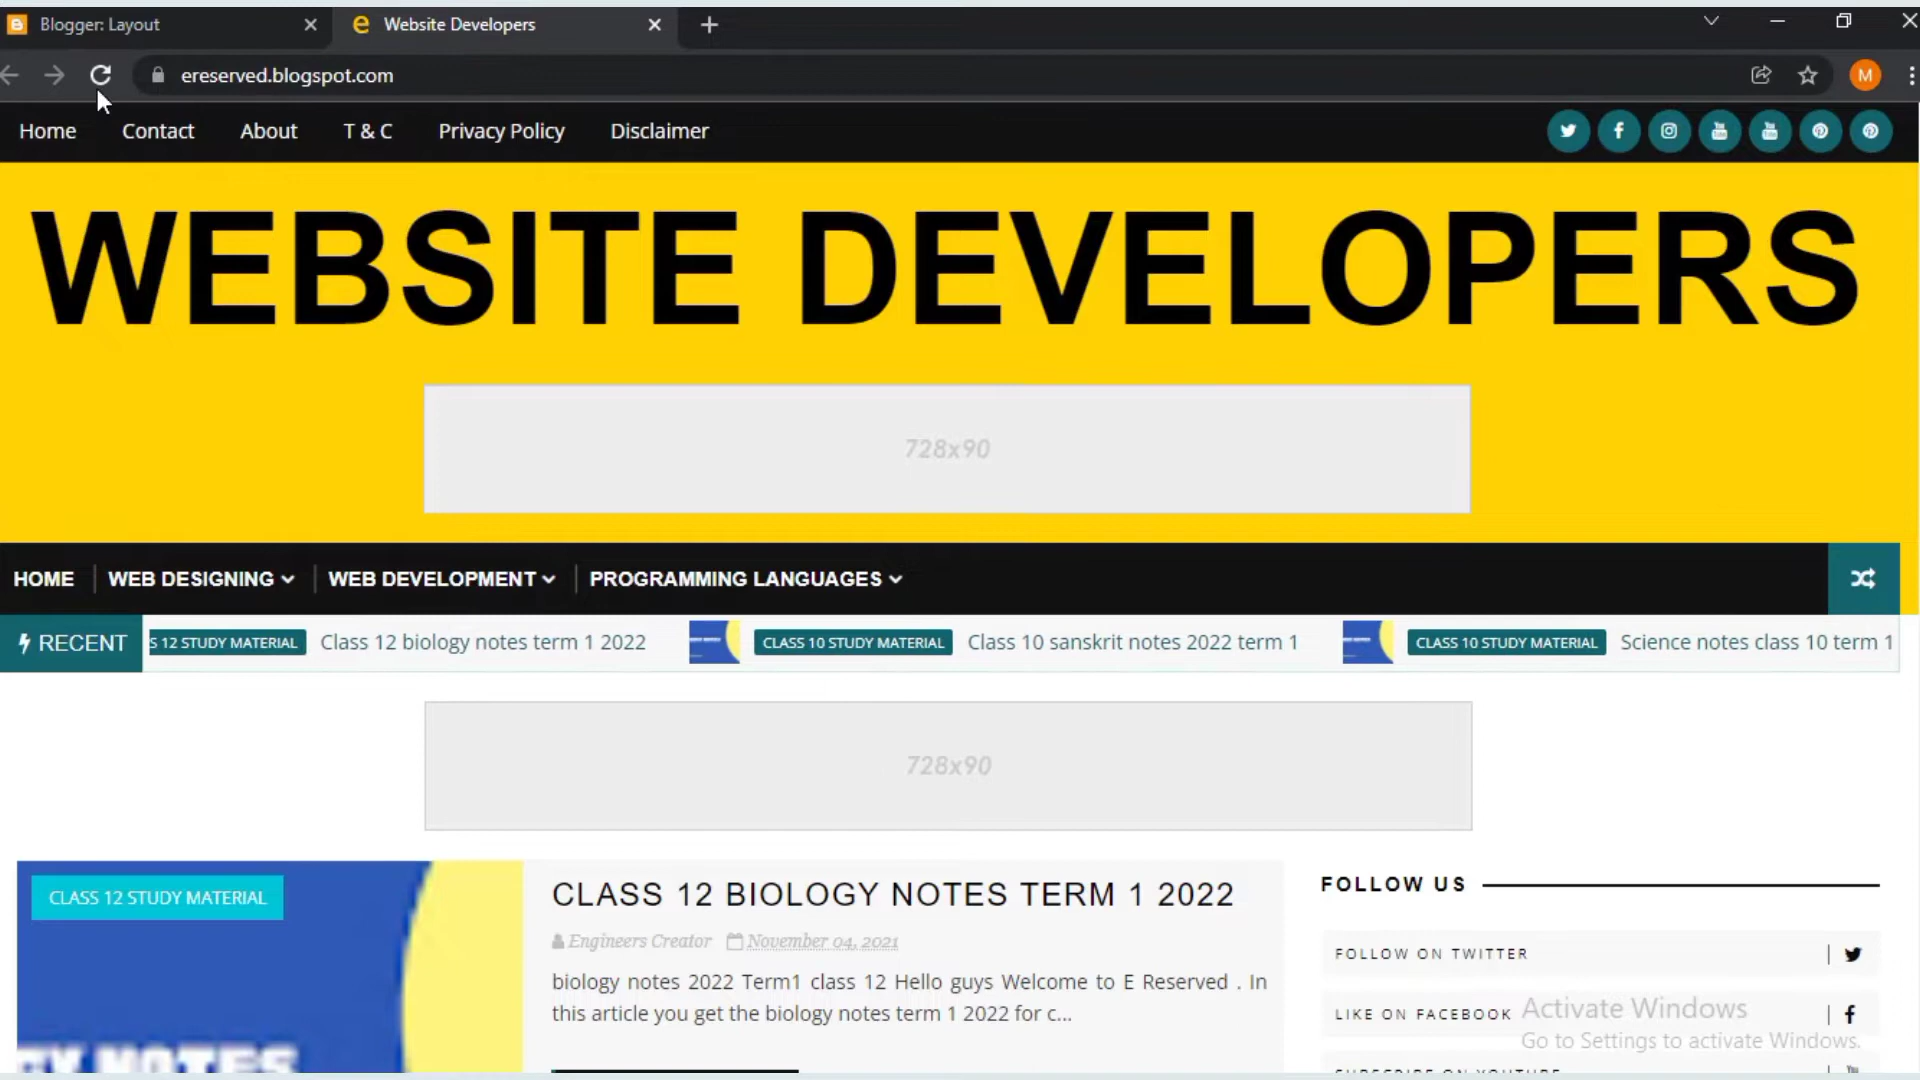 Blogger: Layout
Website Developers
ereserved.blogspot.com
M
Home Contact About T & C Privacy Policy Disclaimer
WEBSITE DEVELOPERS
728x90
HOME WEB DESIGNING WEB DEVELOPMENT PROGRAMMING LANGUAGES
RECENT S 12 STUDY MATERIAL Class 12 biology notes term 1 2022 CLASS 10 STUDY MATERIAL Class 10 sanskrit notes 2022 term 1 CLASS 10 STUDY MATERIAL Science notes class 10 term 1
728x90
CLASS 12 STUDY MATERIAL
NOTES
CLASS 12 BIOLOGY NOTES TERM 1 2022
Engineers Creator November 04, 2021
biology notes 2022 Term1 class 12 Hello guys Welcome to E Reserved . In
this article you get the biology notes term 1 2022 for c...
FOLLOW US
FOLLOW ON TWITTER
LIKE ON FACEBOOK
SUBSCRIBE ON YOUTUBE
Activate Windows
Go to Settings to activate Windows.